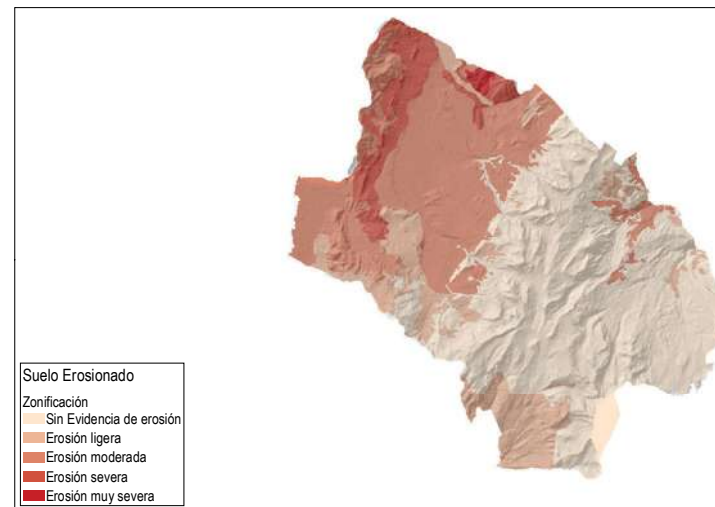 Suelo Erosionado
Zonificación
Sin Evidencia de erosión
Erosión ligera
Erosión moderada
Erosión severa
Erosión muy severa